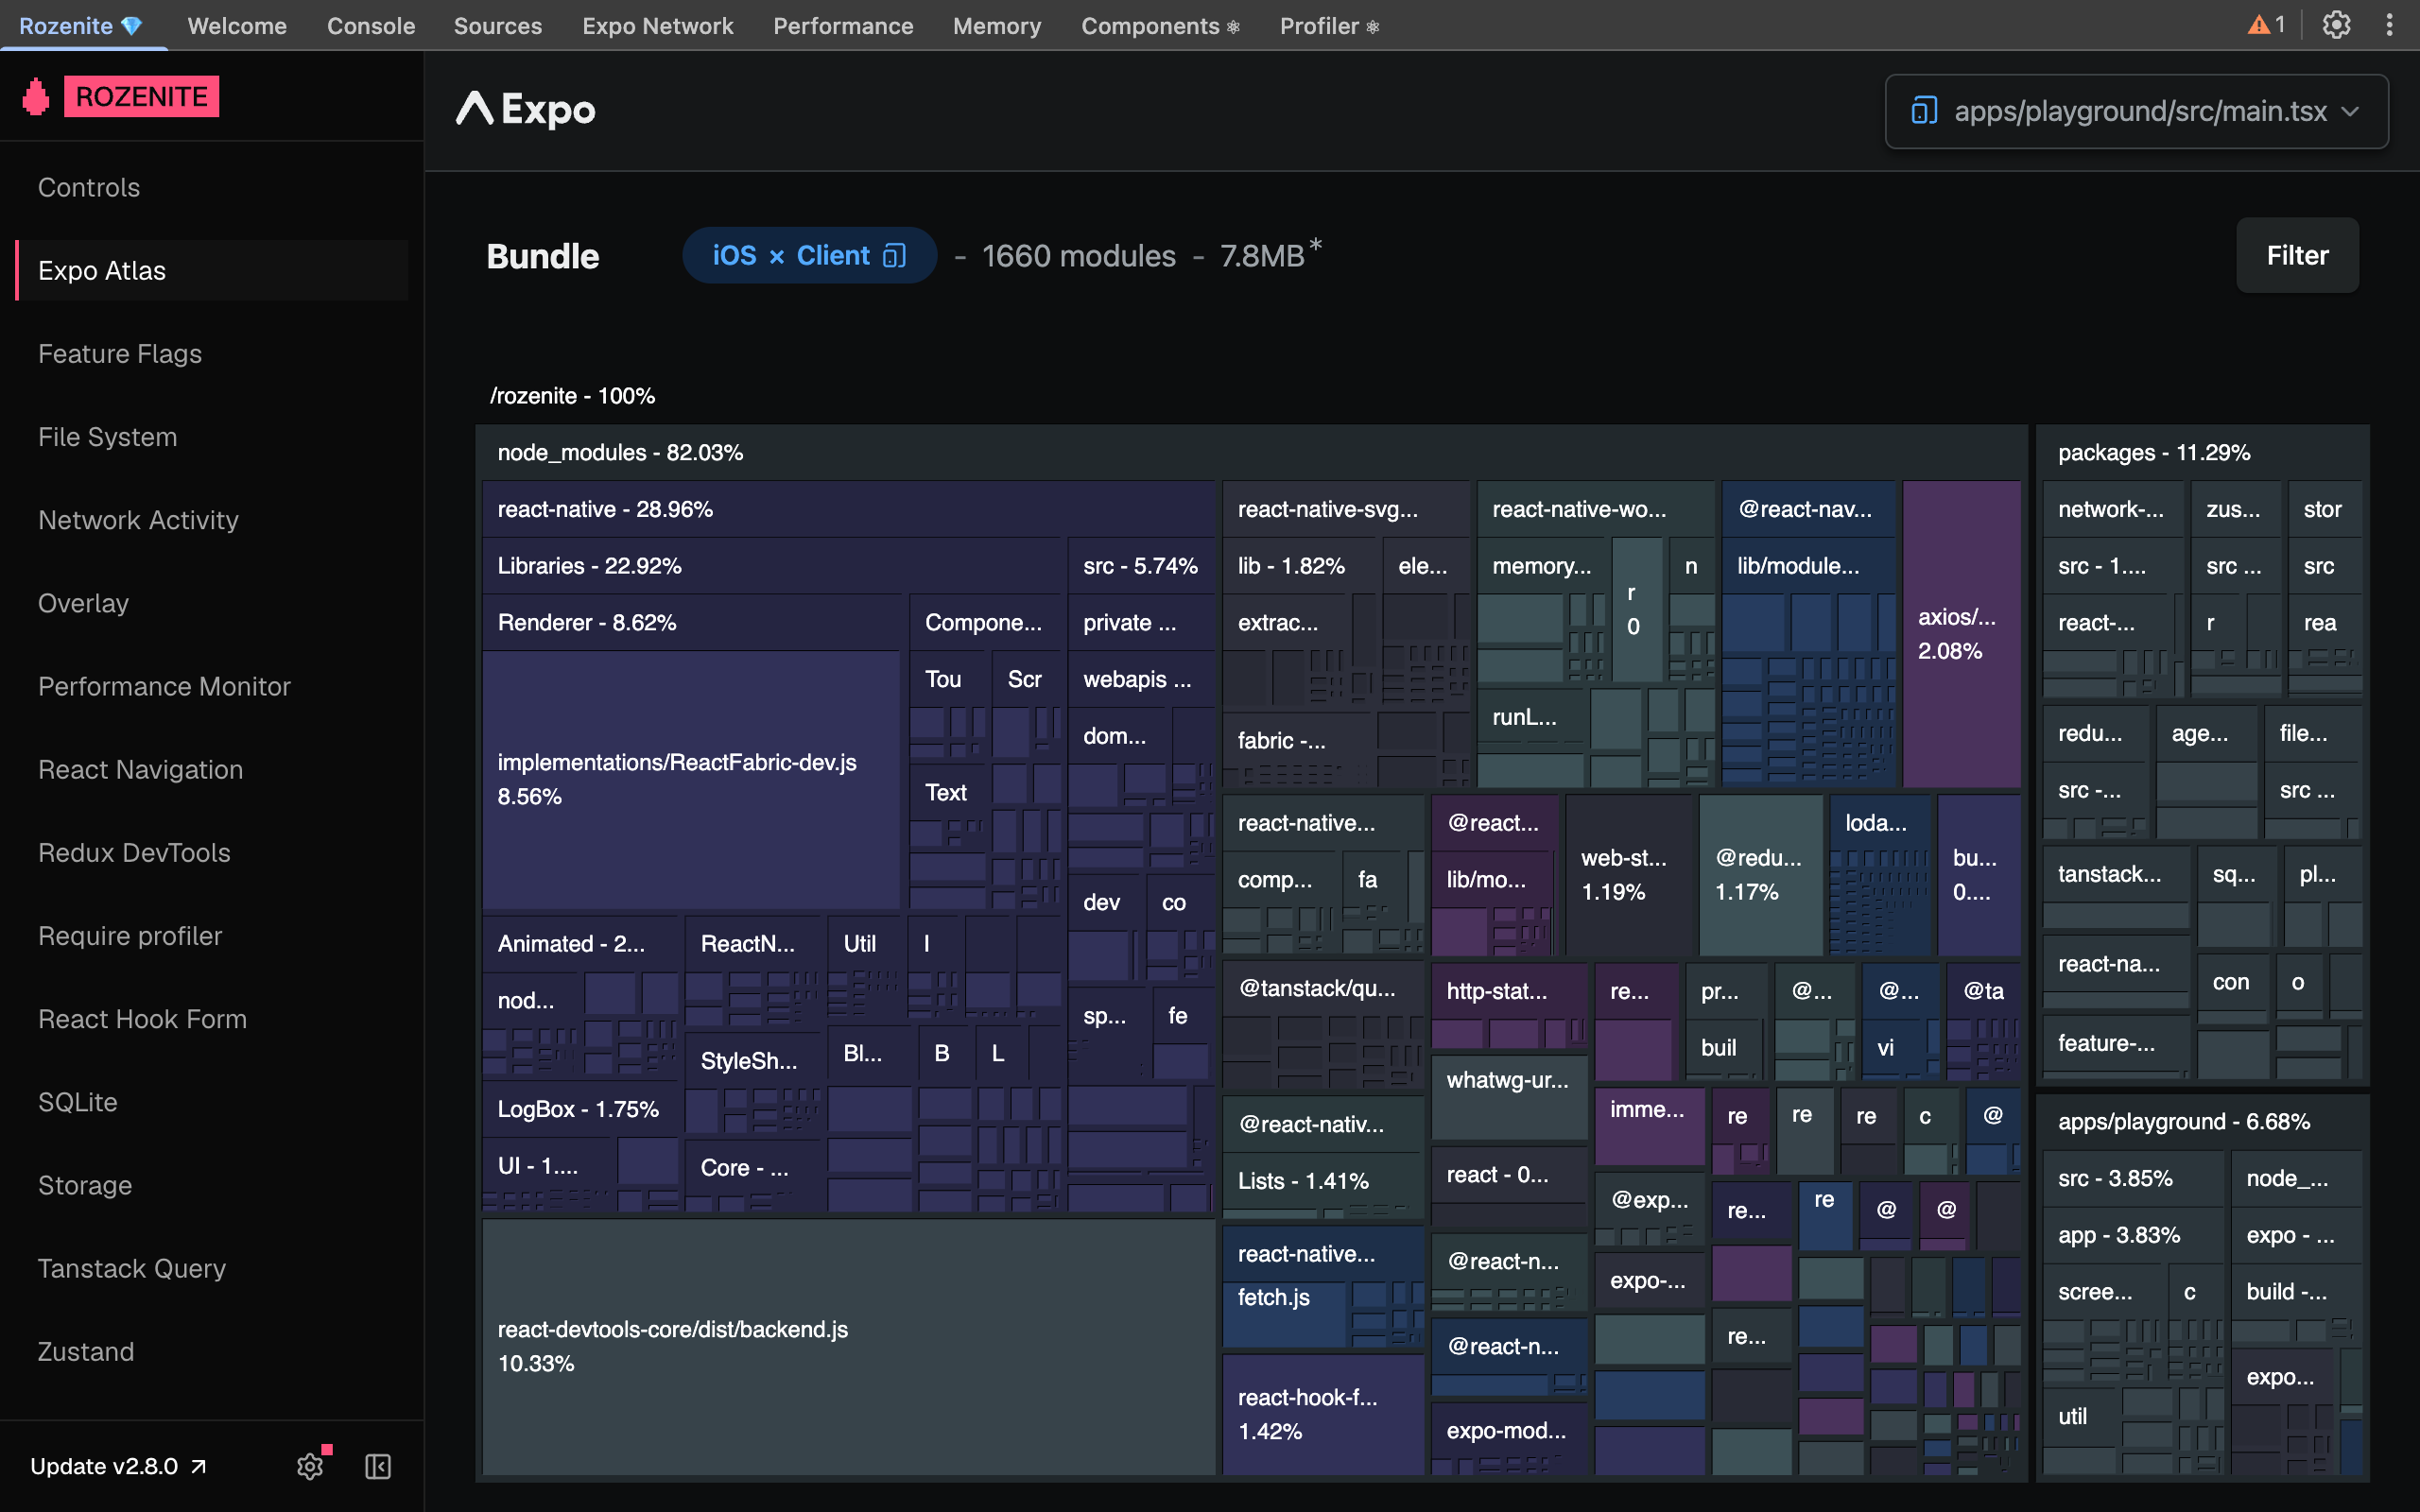 Rozenite 💎 Welcome Console Sources Expo Network Performance Memory Components ⚛ Profiler ⚛ 1
ROZENITE
Controls
Expo Atlas
Feature Flags
File System
Network Activity
Overlay
Performance Monitor
React Navigation
Redux DevTools
Require profiler
React Hook Form
SQLite
Storage
Tanstack Query
Zustand
Update v2.8.0
Expo
apps/playground/src/main.tsx
Bundle iOS × Client - 1660 modules - 7.8MB*
Filter
/rozenite - 100%
node_modules - 82.03%
react-native - 28.96%
Libraries - 22.92%
Renderer - 8.62%
implementations/ReactFabric-dev.js
8.56%
Compone...
Tou
Scr
Text
src - 5.74%
private ...
webapis ...
dom...
dev
co
sp...
fe
Animated - 2...
nod...
LogBox - 1.75%
UI - 1....
ReactN...
StyleSh...
Core - ...
Util
I
Bl...
B
L
react-devtools-core/dist/backend.js
10.33%
react-native-svg...
lib - 1.82%
ele...
extrac...
fabric -...
react-native-wo...
memory...
r
0
n
runL...
@react-nav...
lib/module...
axios/...
2.08%
react-native...
comp...
fa
@react...
lib/mo...
web-st...
1.19%
@redu...
1.17%
loda...
bu...
0....
@tanstack/qu...
http-stat...
re...
pr...
buil
@...
@...
vi
@ta
@react-nativ...
Lists - 1.41%
whatwg-ur...
react - 0...
imme...
re
re
re
c
@
@exp...
re...
re
@
@
react-native...
fetch.js
@react-n...
expo-...
re...
@react-n...
react-hook-f...
1.42%
expo-mod...
packages - 11.29%
network-...
src - 1....
react-...
zus...
src ...
r
stor
src
rea
redu...
src -...
age...
file...
src ...
tanstack...
sq...
pl...
react-na...
con
o
feature-...
apps/playground - 6.68%
src - 3.85%
app - 3.83%
scree...
c
util
node_...
expo - ...
build -...
expo...